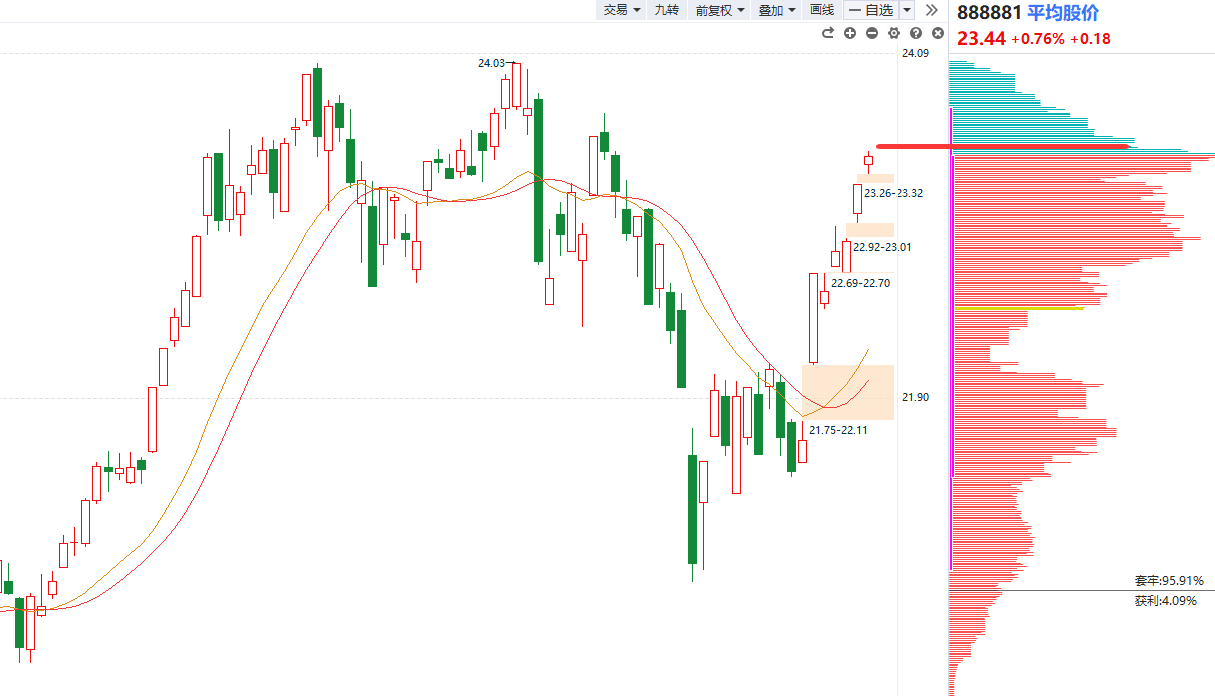 交易 九转 前复权 叠加 画线 自选
888881 平均股价
23.44 +0.76% +0.18
24.09
24.03
23.26-23.32
22.92-23.01
22.69-22.70
21.90
21.75-22.11
套牢:95.91%
获利:4.09%